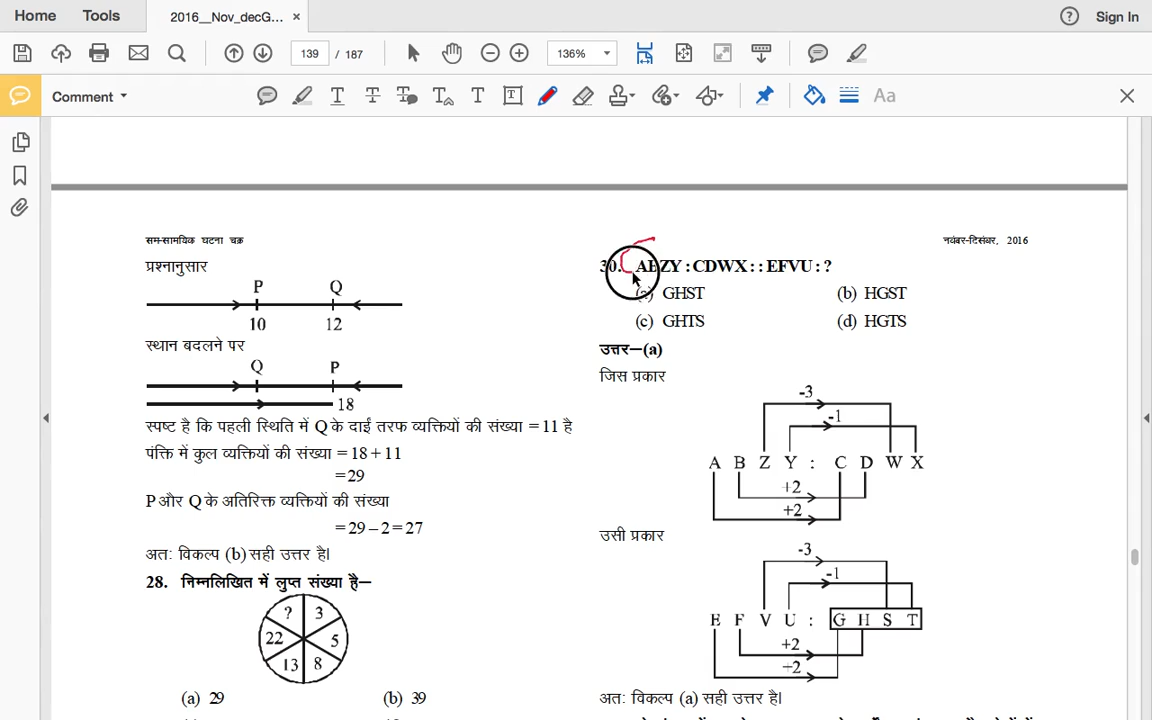 Home Tools 2016__Nov_decG... × ? Sign In
139 / 187 136%
Comment T T T T T T Aa ×
सम-सामयिक घटना चक्र
नवंबर-दिसंबर, 2016
प्रश्नानुसार
P Q
10 12
स्थान बदलने पर
Q P
18
स्पष्ट है कि पहली स्थिति में Q के दाईं तरफ व्यक्तियों की संख्या = 11 है
पंक्ति में कुल व्यक्तियों की संख्या = 18 + 11
= 29
P और Q के अतिरिक्त व्यक्तियों की संख्या
= 29 – 2 = 27
अतः विकल्प (b) सही उत्तर है।
28. निम्नलिखित में लुप्त संख्या है–
? 3
22 5
13 8
(a) 29 (b) 39
30. ABZY : CDWX : : EFVU : ?
(a) GHST (b) HGST
(c) GHTS (d) HGTS
उत्तर–(a)
जिस प्रकार
-3
-1
A B Z Y : C D W X
+2
+2
उसी प्रकार
-3
-1
E F V U : G H S T
+2
+2
अतः विकल्प (a) सही उत्तर है।